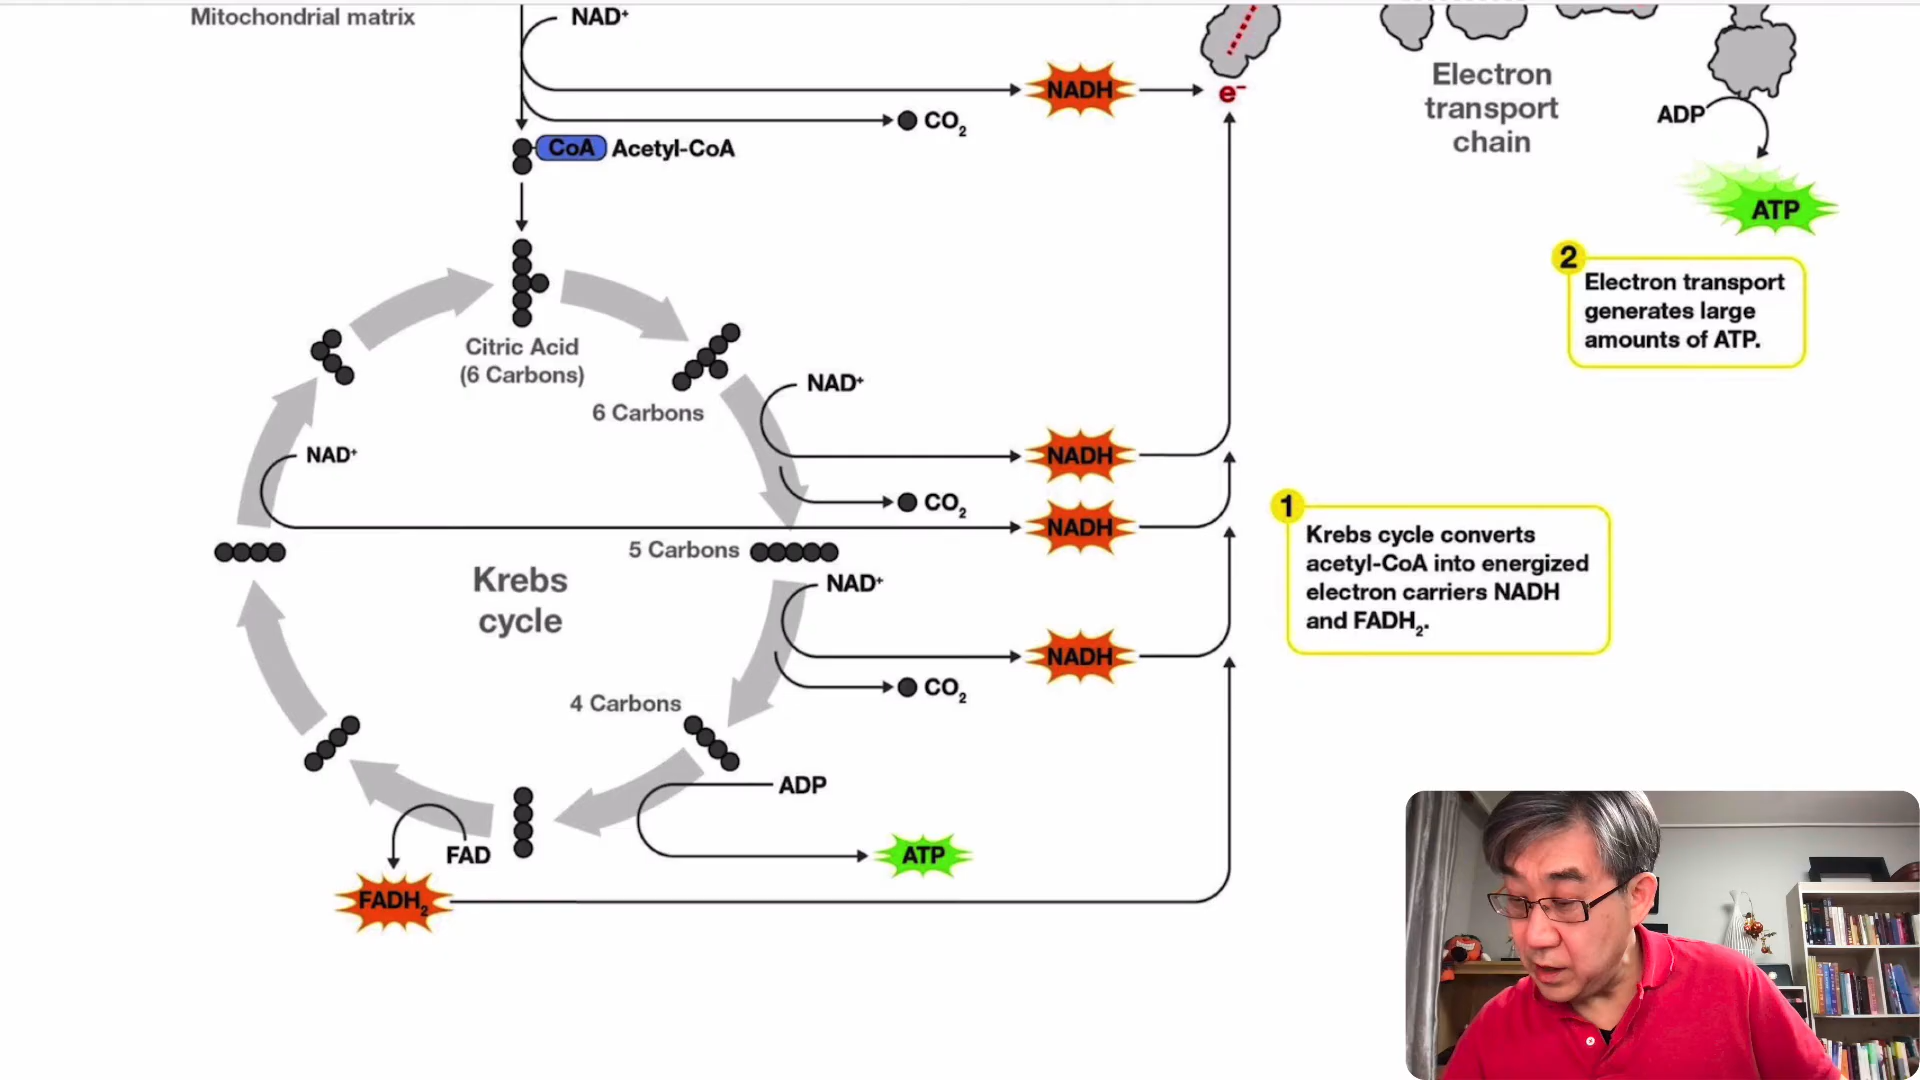 Mitochondrial matrix
NAD⁺
NADH
e⁻
CO₂
CoA Acetyl-CoA
Electron
transport
chain
ADP
ATP
2
Electron transport
generates large
amounts of ATP.
Citric Acid
(6 Carbons)
6 Carbons
NAD⁺
NADH
CO₂
NAD⁺
NADH
5 Carbons
Krebs
cycle
NAD⁺
NADH
CO₂
1
Krebs cycle converts
acetyl-CoA into energized
electron carriers NADH
and FADH₂.
4 Carbons
ADP
ATP
FAD
FADH₂